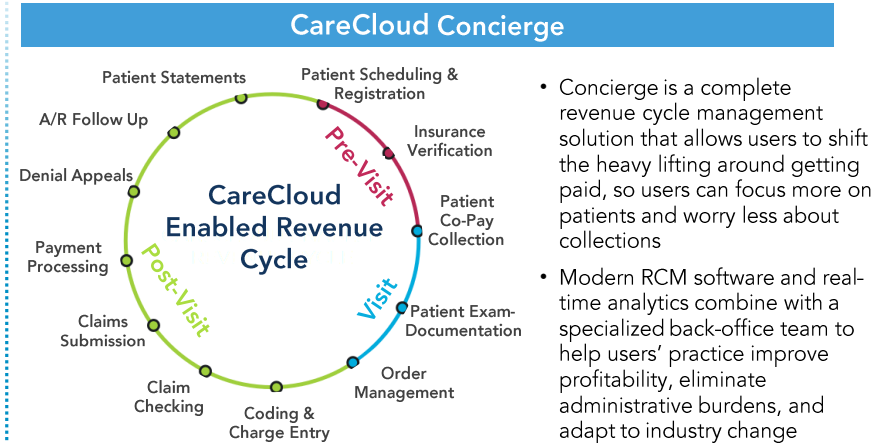 CareCloud Concierge
Patient Statements
Patient Scheduling &
Registration
A/R Follow Up
Insurance
Verification
Pre-Visit
Denial Appeals
CareCloud
Enabled Revenue
Cycle
Patient
Co-Pay
Collection
Payment
Processing
Post-Visit
Visit
Claims
Submission
Patient Exam-
Documentation
Claim
Checking
Order
Management
Coding &
Charge Entry
• Concierge is a complete
revenue cycle management
solution that allows users to shift
the heavy lifting around getting
paid, so users can focus more on
patients and worry less about
collections
• Modern RCM software and real-
time analytics combine with a
specialized back-office team to
help users’ practice improve
profitability, eliminate
administrative burdens, and
adapt to industry change